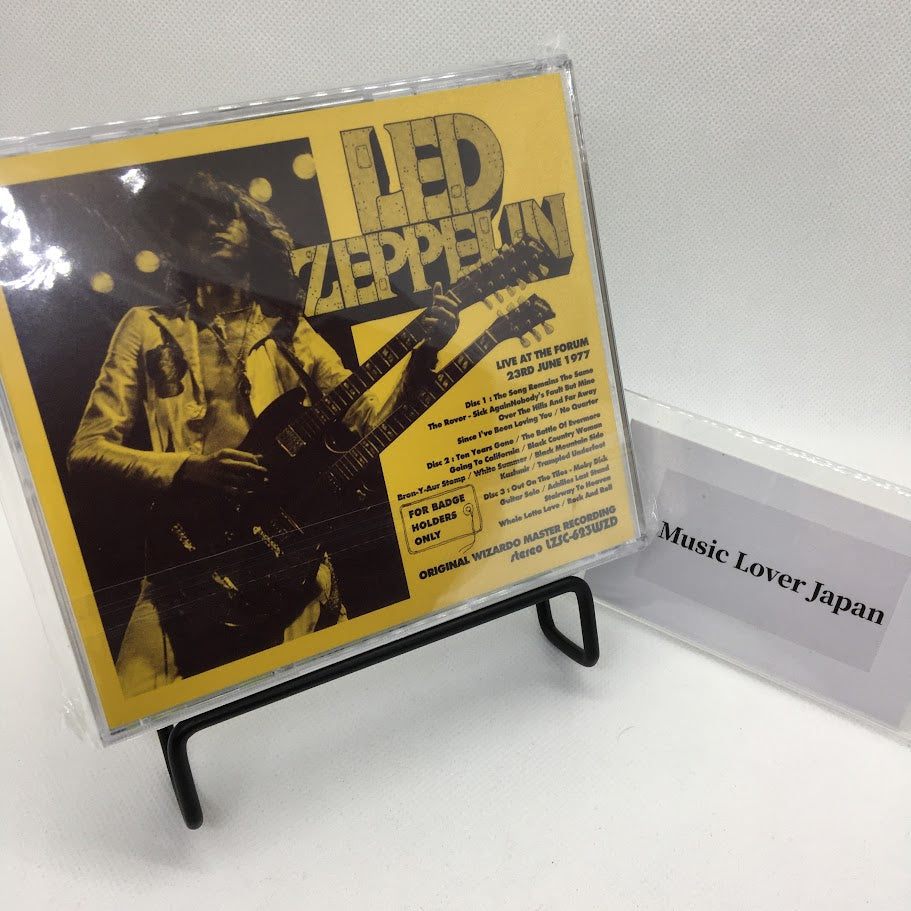 LED
ZEPPELIN
LIVE AT THE FORUM
23RD JUNE 1977
Disc 1 : The Song Remains The Same
The Rover - Sick AgainNobody's Fault But Mine
Over The Hills And Far Away
Since I've Been Loving You / No Quarter
Disc 2 : Ten Years Gone / The Battle Of Evermore
Going To California / Black Country Woman
Bron-Y-Aur Stomp / White Summer / Black Mountain Side
Kashmir / Trampled Underfoot
Disc 3 : Out On The Tiles - Moby Dick
Guitar Solo / Achilles Last Stand
Stairway To Heaven
Whole Lotta Love / Rock And Roll
FOR BADGE
HOLDERS
ONLY
ORIGINAL WIZARDO MASTER RECORDING
stereo LZSC-623WZD
Music Lover Japan